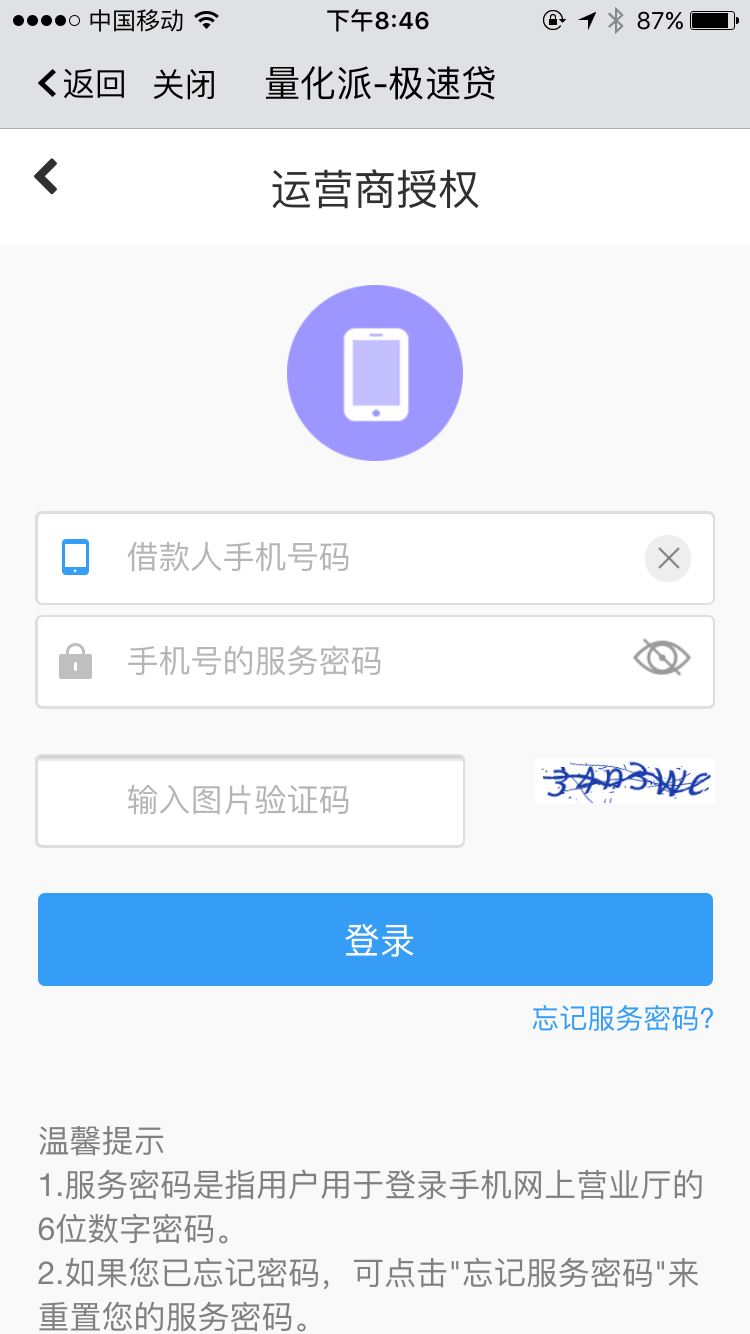 中国移动 下午8:46 87%
返回 关闭 量化派-极速贷
运营商授权
借款人手机号码
手机号的服务密码
输入图片验证码
登录
忘记服务密码?
温馨提示
1.服务密码是指用户用于登录手机网上营业厅的
6位数字密码。
2.如果您已忘记密码，可点击"忘记服务密码"来
重置您的服务密码。